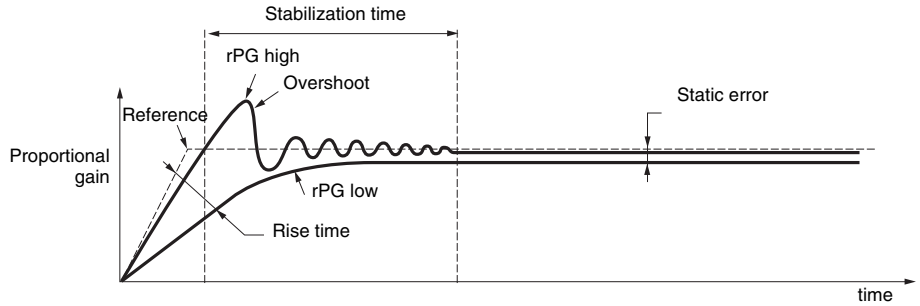 Stabilization time
rPG high
Overshoot
Static error
Reference
Proportional
gain
rPG low
Rise time
time